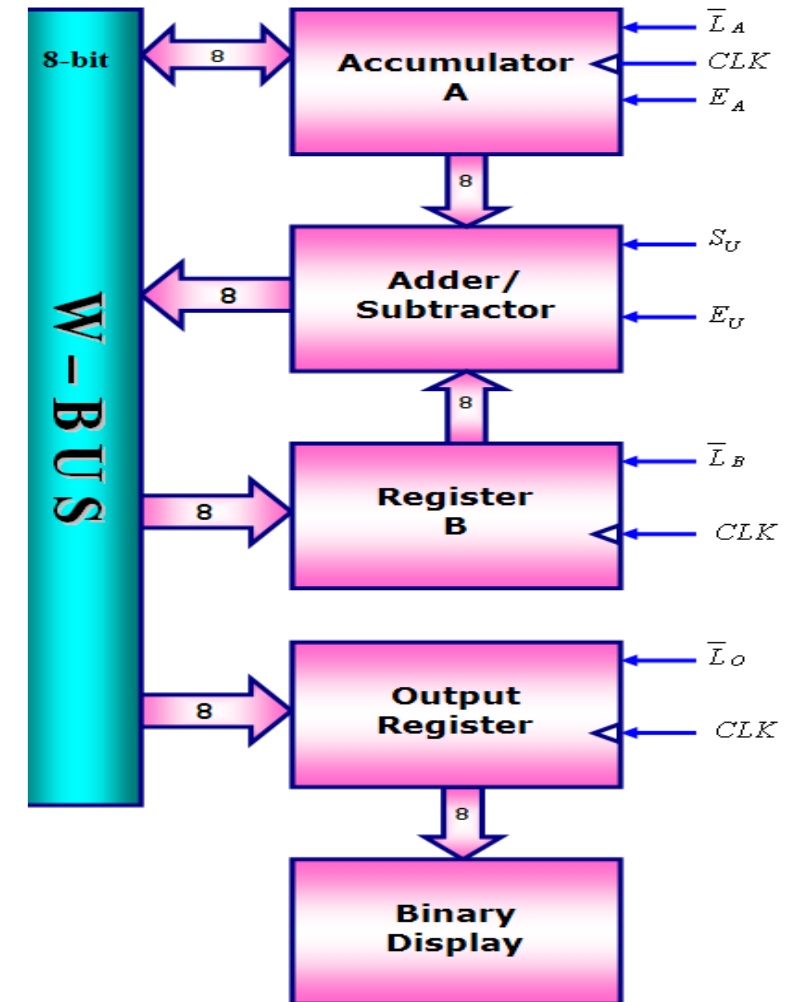 8-bit
W-BUS
8
Accumulator
A
L̅A
CLK
EA
8
8
Adder/
Subtractor
SU
EU
8
8
Register
B
L̅B
CLK
8
Output
Register
L̅O
CLK
8
Binary
Display